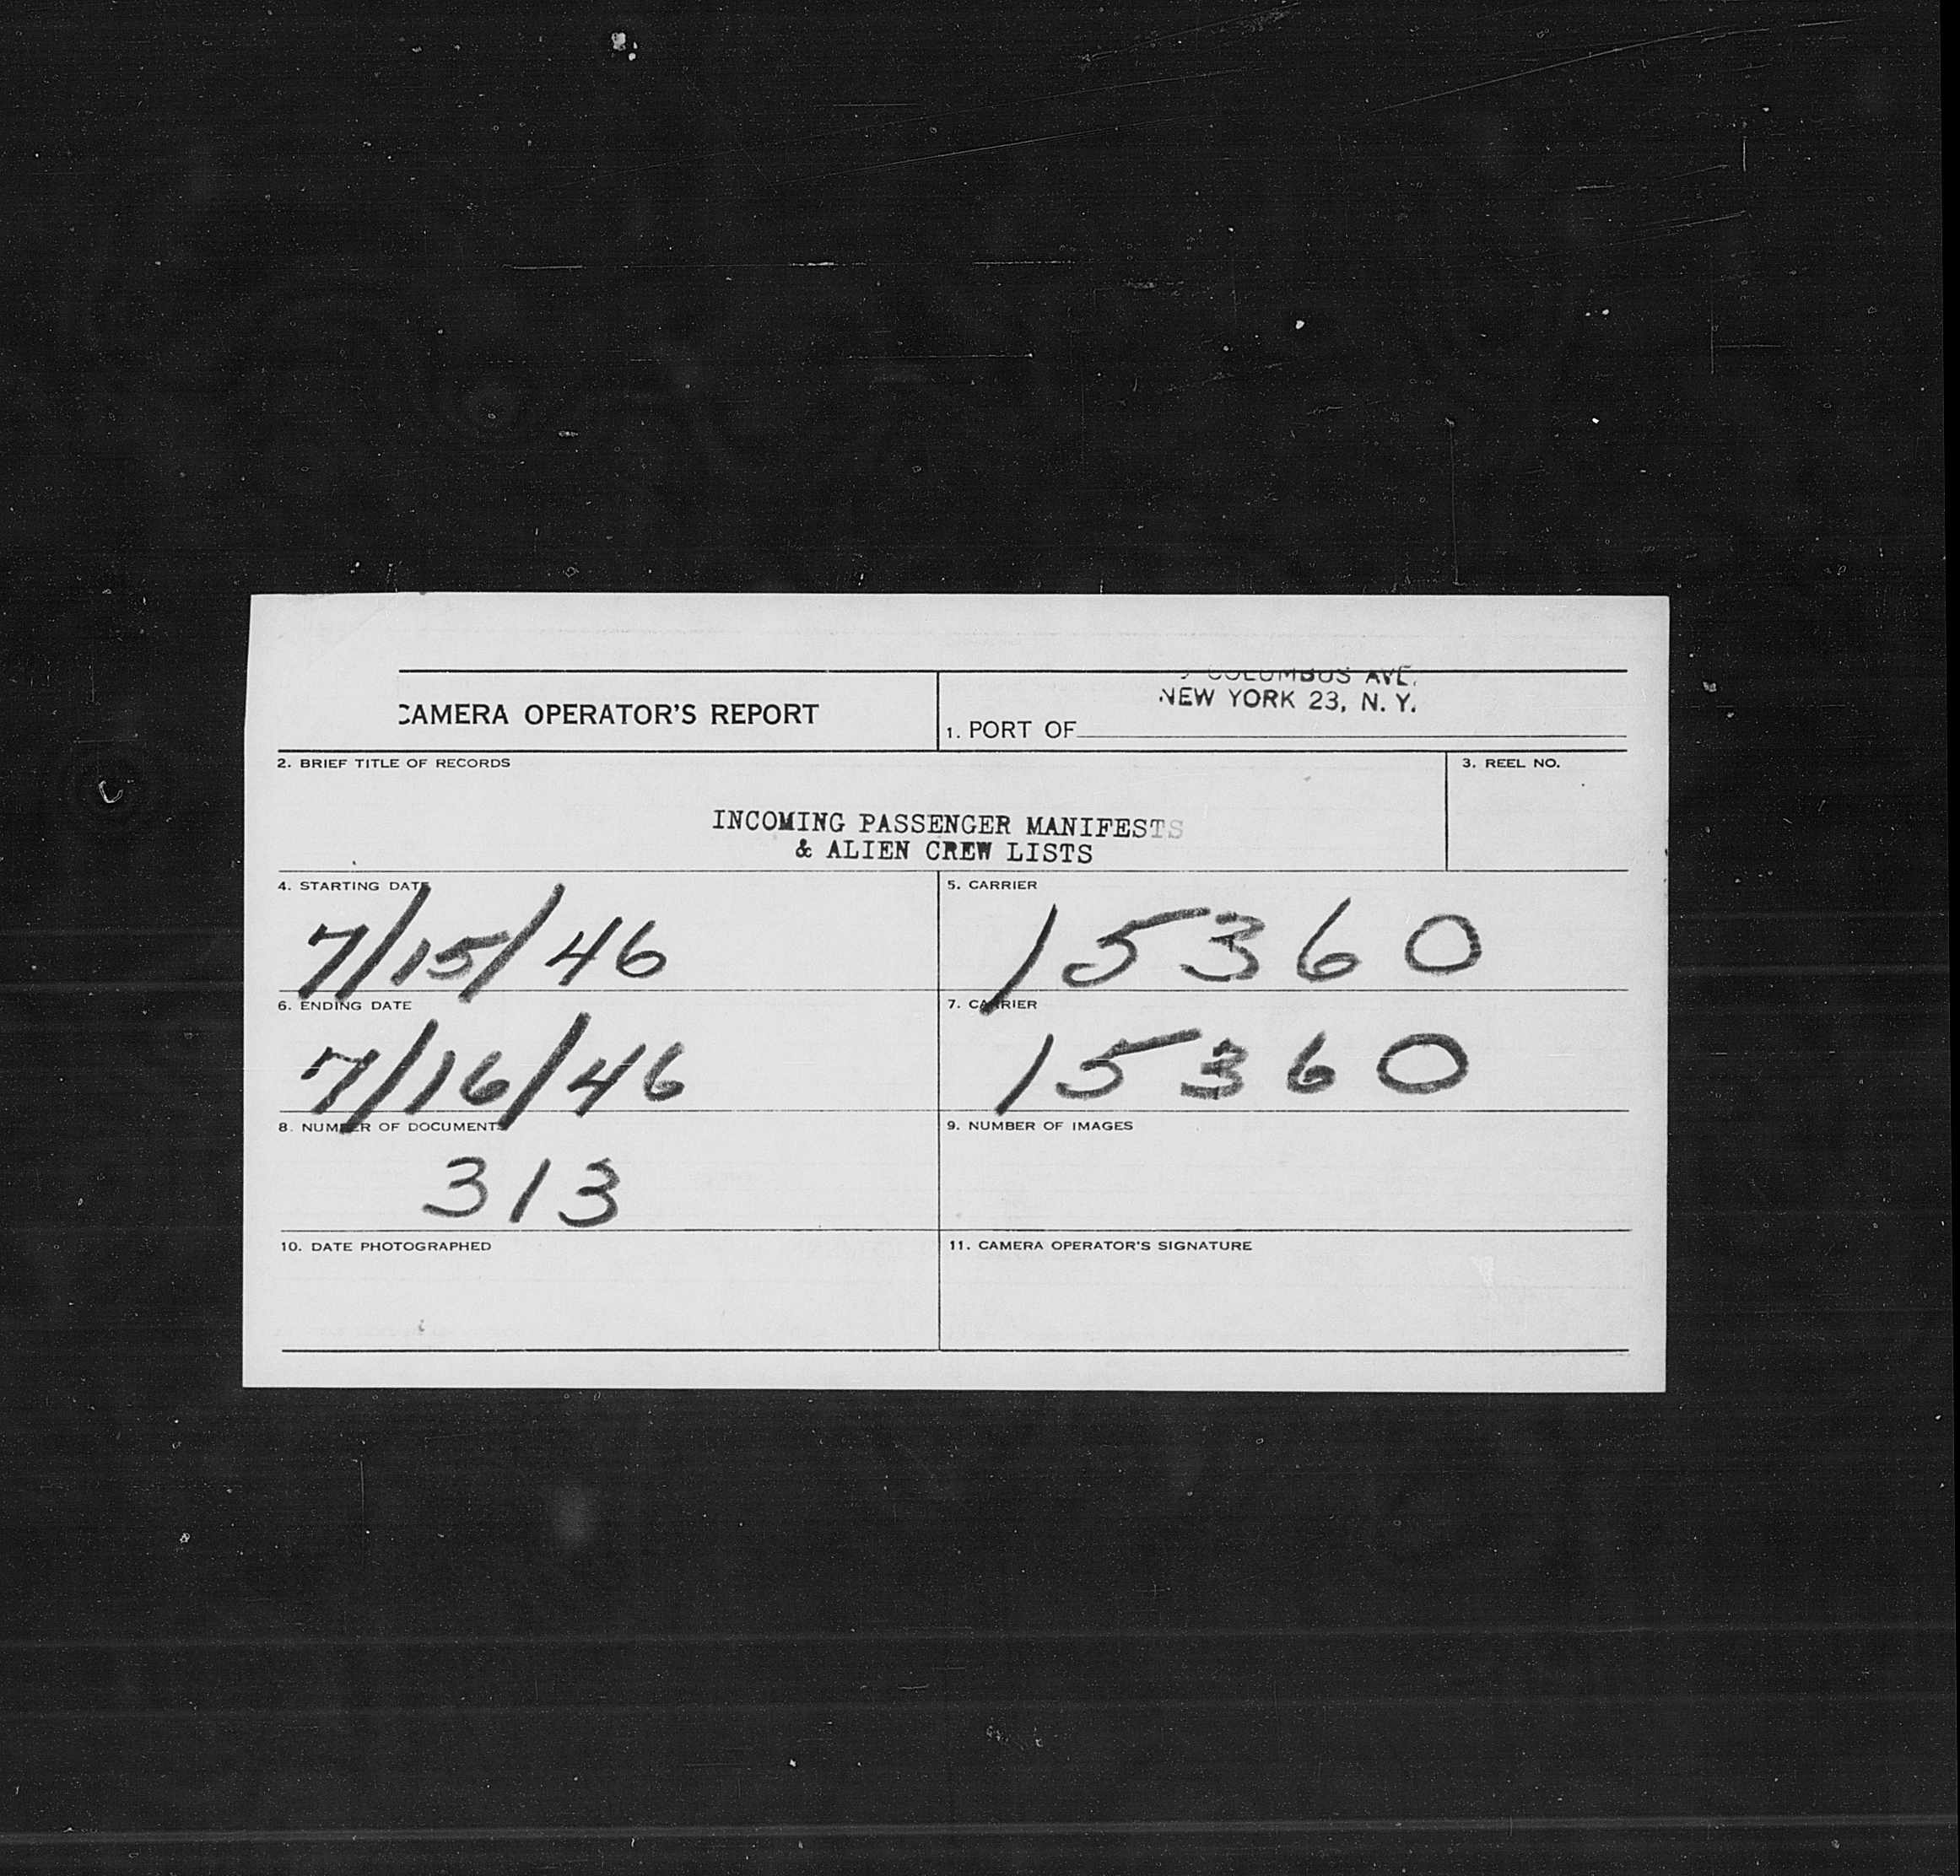 COLUMBUS AVE.
NEW YORK 23, N. Y.
CAMERA OPERATOR'S REPORT
1. PORT OF
2. BRIEF TITLE OF RECORDS
3. REEL NO.
INCOMING PASSENGER MANIFESTS
& ALIEN CREW LISTS
4. STARTING DATE
5. CARRIER
7/15/46
15360
6. ENDING DATE
7. CARRIER
7/16/46
15360
8. NUMBER OF DOCUMENTS
9. NUMBER OF IMAGES
313
10. DATE PHOTOGRAPHED
11. CAMERA OPERATOR'S SIGNATURE